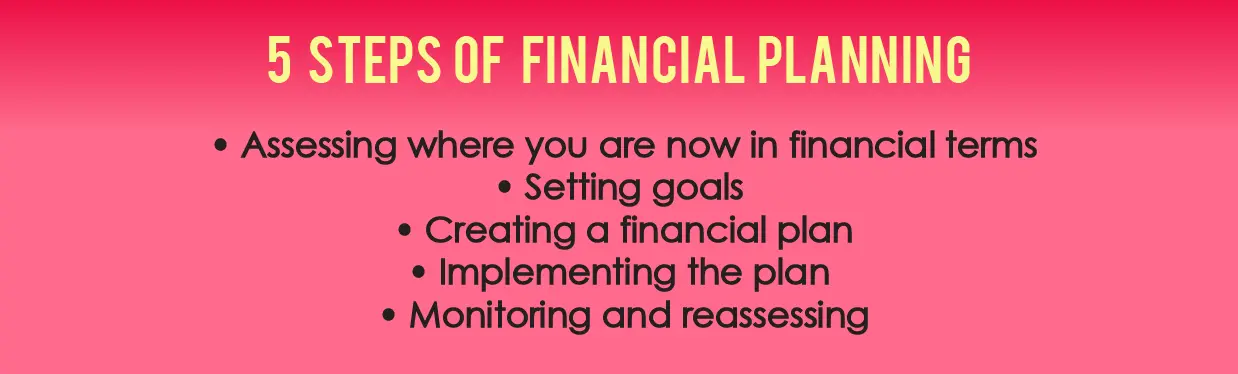 5 STEPS OF FINANCIAL PLANNING
• Assessing where you are now in financial terms
• Setting goals
• Creating a financial plan
• Implementing the plan
• Monitoring and reassessing